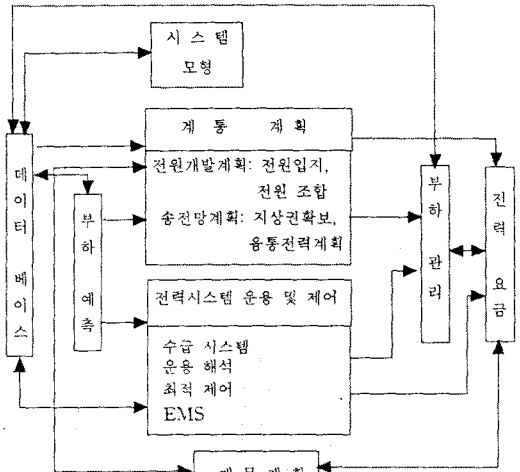 시 스 템
모형
계 통 계 획
전원개발계획: 전원입지,
전원 조합
송전망계획: 지상권확보,
융통전력계획
데이터 베이스
부하 예측
전력시스템 운용 및 제어
수급 시스템
운용 해석
최적 제어
EMS
부하 관리
전력 요금